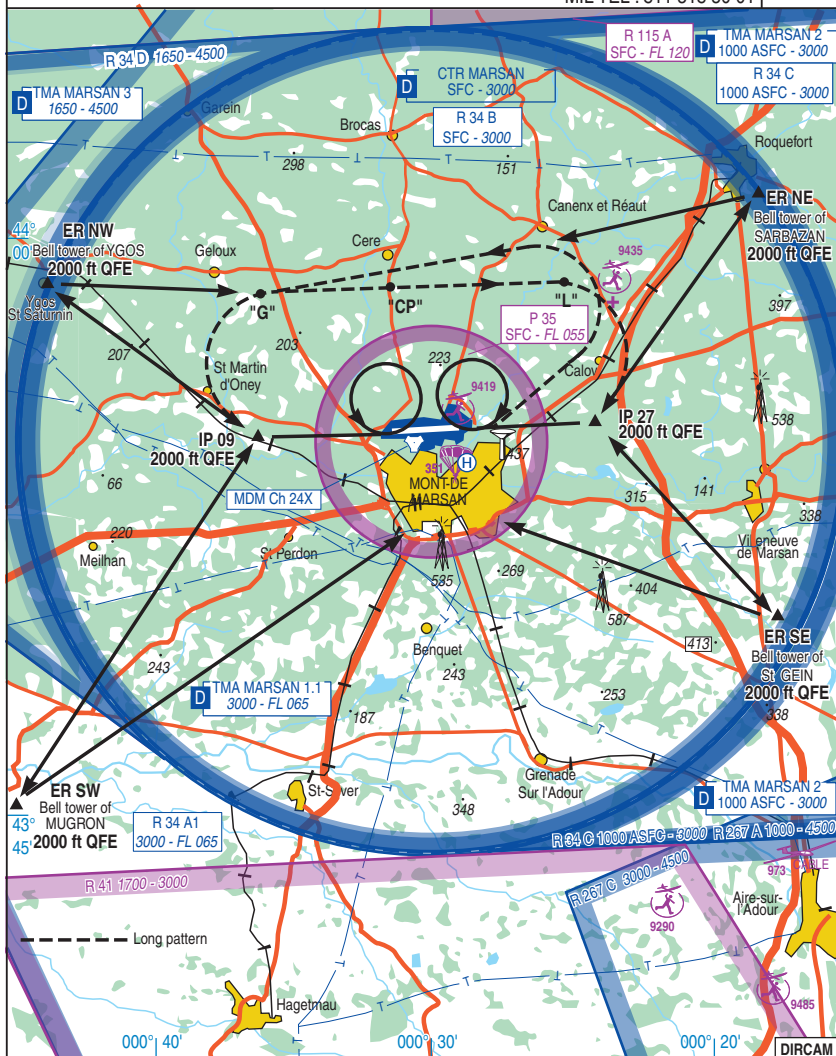 R 34 D 1650 - 4500
R 115 A
SFC - FL 120
D
TMA MARSAN 2
1000 ASFC - 3000
R 34 C
1000 ASFC - 3000
D
TMA MARSAN 3
1650 - 4500
D
CTR MARSAN
SFC - 3000
R 34 B
SFC - 3000
Garein
Brocas
298
151
Roquefort
ER NE
Bell tower of
SARBAZAN
2000 ft QFE
Canenx et Réaut
44°
00'
ER NW
Bell tower of YGOS
2000 ft QFE
Geloux
Cere
9435
Ygos
St Saturnin
"G"
"CP"
"L"
397
P 35
SFC - FL 055
207
203
223
St Martin
d'Oney
Caloy
9419
538
IP 09
2000 ft QFE
IP 27
2000 ft QFE
437
351
H
MONT-DE
MARSAN
66
MDM Ch 24X
315
141
338
220
Meilhan
St Perdon
Villeneuve
de Marsan
535
269
404
587
ER SE
Bell tower of
St GEIN
2000 ft QFE
413
Benquet
243
243
253
338
D
TMA MARSAN 1.1
3000 - FL 065
187
ER SW
Bell tower of
MUGRON
2000 ft QFE
43°
45'
R 34 A1
3000 - FL 065
St-Sever
348
Grenade
Sur l'Adour
D
TMA MARSAN 2
1000 ASFC - 3000
R 34 C 1000 ASFC - 3000 R 267 A 1000 - 4500
R 41 1700 - 3000
R 267 C 3000 - 4500
973
CABLE
Aire-sur-
l'Adour
9290
Long pattern
9485
Hagetmau
000° 40'
000° 30'
000° 20'
DIRCAM